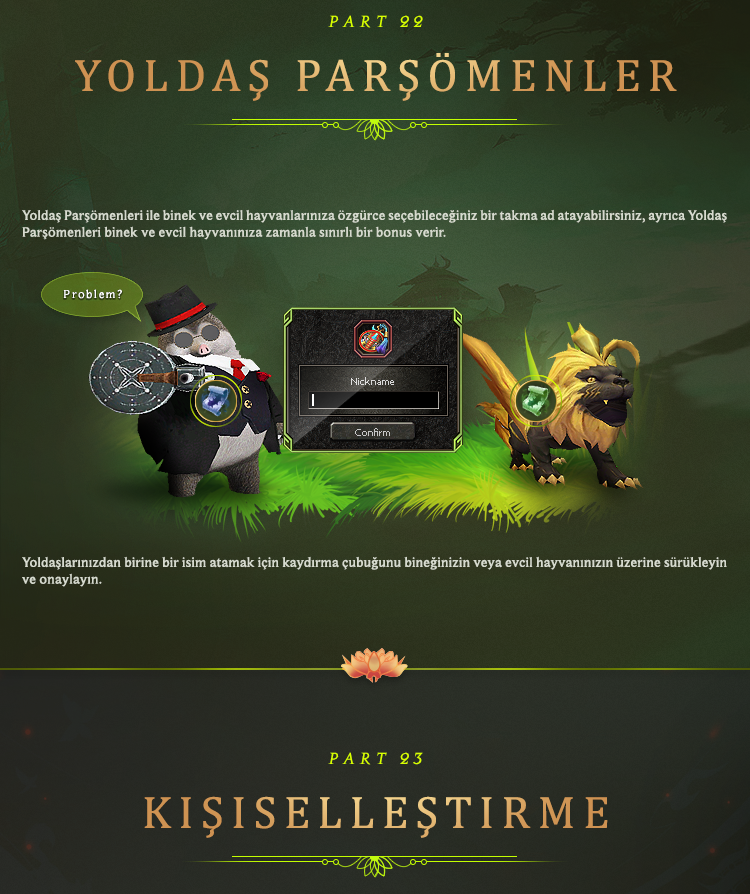 PART 22
YOLDAŞ PARŞÖMENLER
Yoldaş Parşömenleri ile binek ve evcil hayvanlarınıza özgürce seçebileceğiniz bir takma ad atayabilirsiniz, ayrıca Yoldaş
Parşömenleri binek ve evcil hayvanınıza zamanla sınırlı bir bonus verir.
Problem?
Nickname
Confirm
Yoldaşlarınızdan birine bir isim atamak için kaydırma çubuğunu bineğinizin veya evcil hayvanınızın üzerine sürükleyin
ve onaylayın.
PART 23
KIŞISELLEŞTIRME